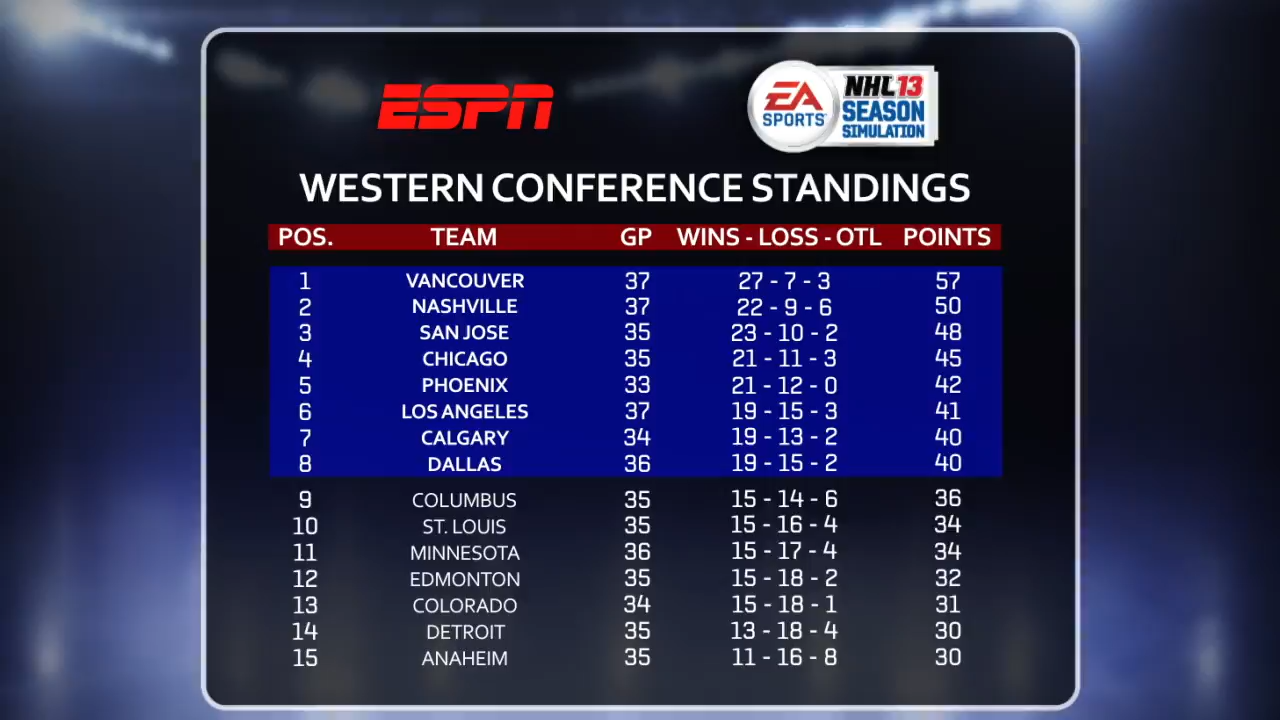 ESPN
EA SPORTS
NHL 13 SEASON SIMULATION
WESTERN CONFERENCE STANDINGS
POS. TEAM GP WINS - LOSS - OTL POINTS
1 VANCOUVER 37 27 - 7 - 3 57
2 NASHVILLE 37 22 - 9 - 6 50
3 SAN JOSE 35 23 - 10 - 2 48
4 CHICAGO 35 21 - 11 - 3 45
5 PHOENIX 33 21 - 12 - 0 42
6 LOS ANGELES 37 19 - 15 - 3 41
7 CALGARY 34 19 - 13 - 2 40
8 DALLAS 36 19 - 15 - 2 40
9 COLUMBUS 35 15 - 14 - 6 36
10 ST. LOUIS 35 15 - 16 - 4 34
11 MINNESOTA 36 15 - 17 - 4 34
12 EDMONTON 35 15 - 18 - 2 32
13 COLORADO 34 15 - 18 - 1 31
14 DETROIT 35 13 - 18 - 4 30
15 ANAHEIM 35 11 - 16 - 8 30